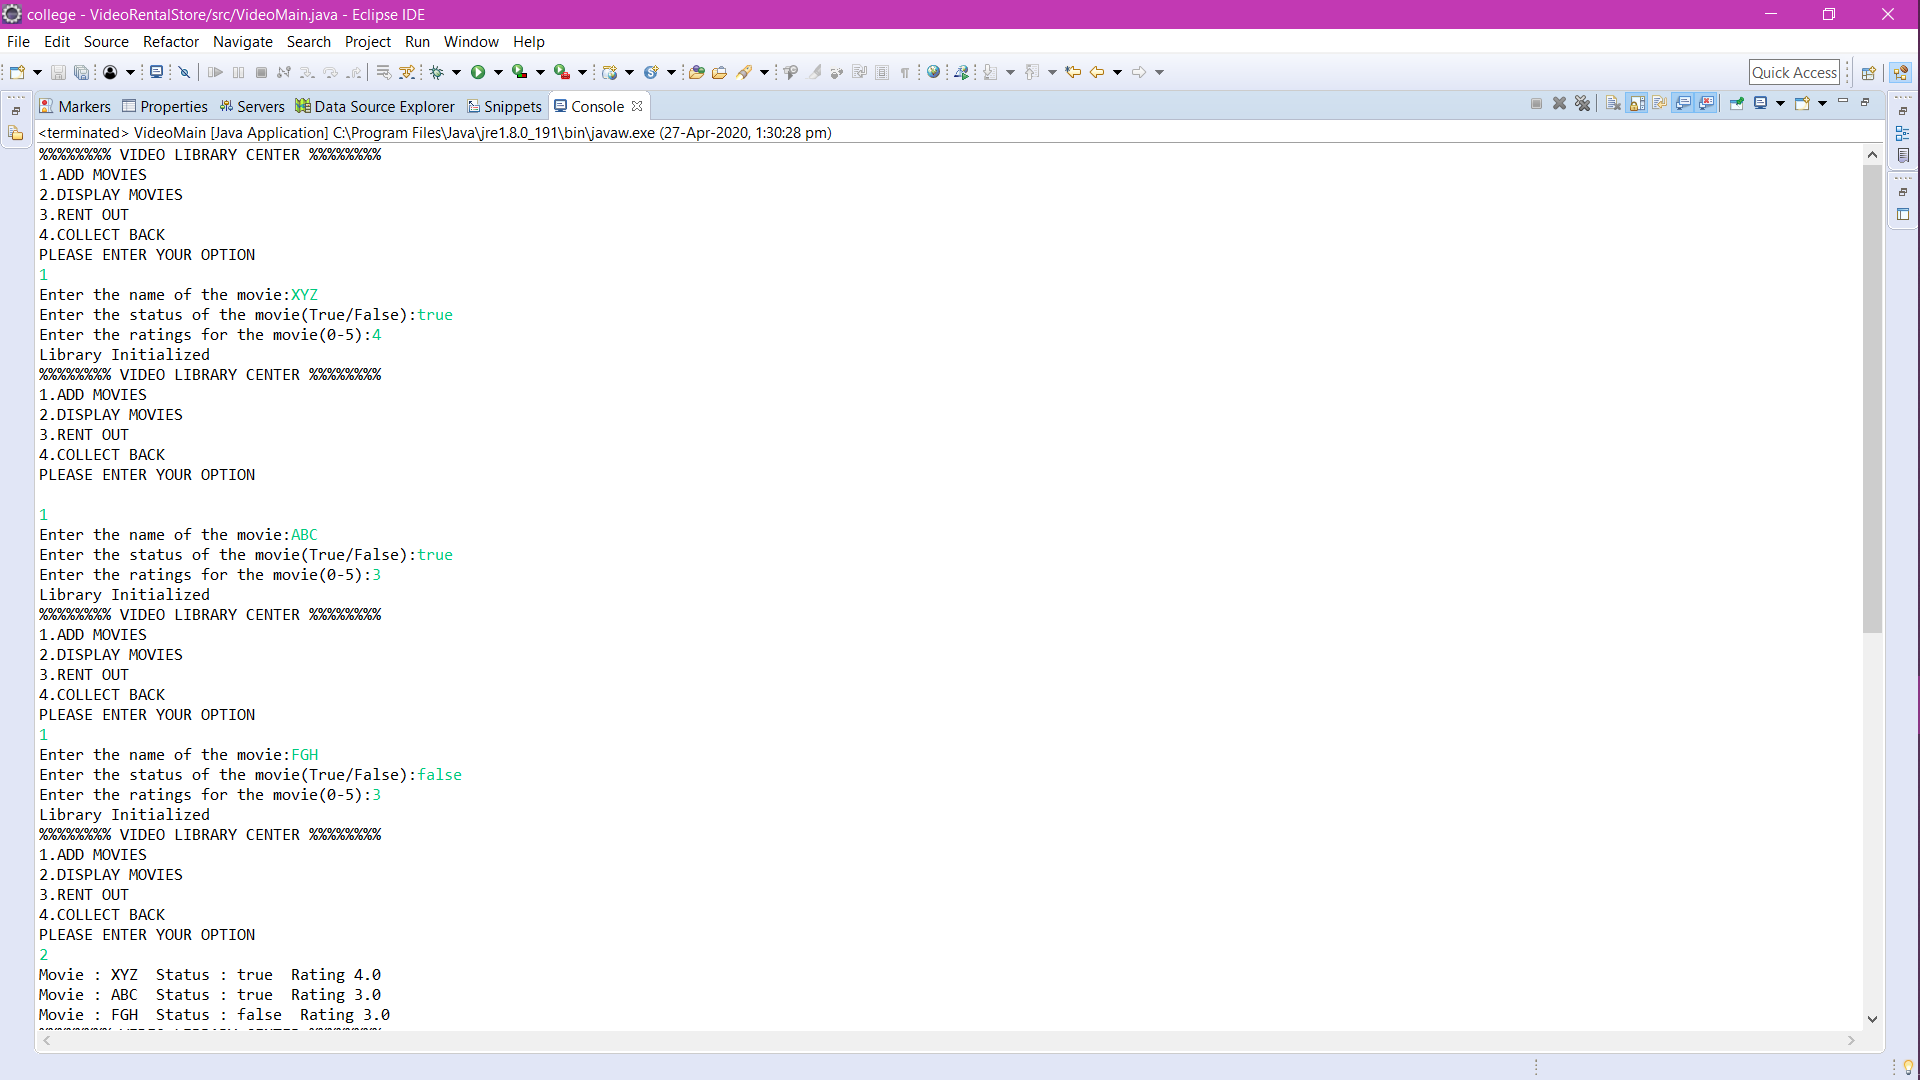 college - VideoRentalStore/src/VideoMain.java - Eclipse IDE
File Edit Source Refactor Navigate Search Project Run Window Help
Quick Access
Markers Properties Servers Data Source Explorer Snippets Console
<terminated> VideoMain [Java Application] C:\Program Files\Java\jre1.8.0_191\bin\javaw.exe (27-Apr-2020, 1:30:28 pm)
%%%%%%%% VIDEO LIBRARY CENTER %%%%%%%%
1.ADD MOVIES
2.DISPLAY MOVIES
3.RENT OUT
4.COLLECT BACK
PLEASE ENTER YOUR OPTION
1
Enter the name of the movie:XYZ
Enter the status of the movie(True/False):true
Enter the ratings for the movie(0-5):4
Library Initialized
%%%%%%%% VIDEO LIBRARY CENTER %%%%%%%%
1.ADD MOVIES
2.DISPLAY MOVIES
3.RENT OUT
4.COLLECT BACK
PLEASE ENTER YOUR OPTION
1
Enter the name of the movie:ABC
Enter the status of the movie(True/False):true
Enter the ratings for the movie(0-5):3
Library Initialized
%%%%%%%% VIDEO LIBRARY CENTER %%%%%%%%
1.ADD MOVIES
2.DISPLAY MOVIES
3.RENT OUT
4.COLLECT BACK
PLEASE ENTER YOUR OPTION
1
Enter the name of the movie:FGH
Enter the status of the movie(True/False):false
Enter the ratings for the movie(0-5):3
Library Initialized
%%%%%%%% VIDEO LIBRARY CENTER %%%%%%%%
1.ADD MOVIES
2.DISPLAY MOVIES
3.RENT OUT
4.COLLECT BACK
PLEASE ENTER YOUR OPTION
2
Movie : XYZ  Status : true  Rating 4.0
Movie : ABC  Status : true  Rating 3.0
Movie : FGH  Status : false  Rating 3.0